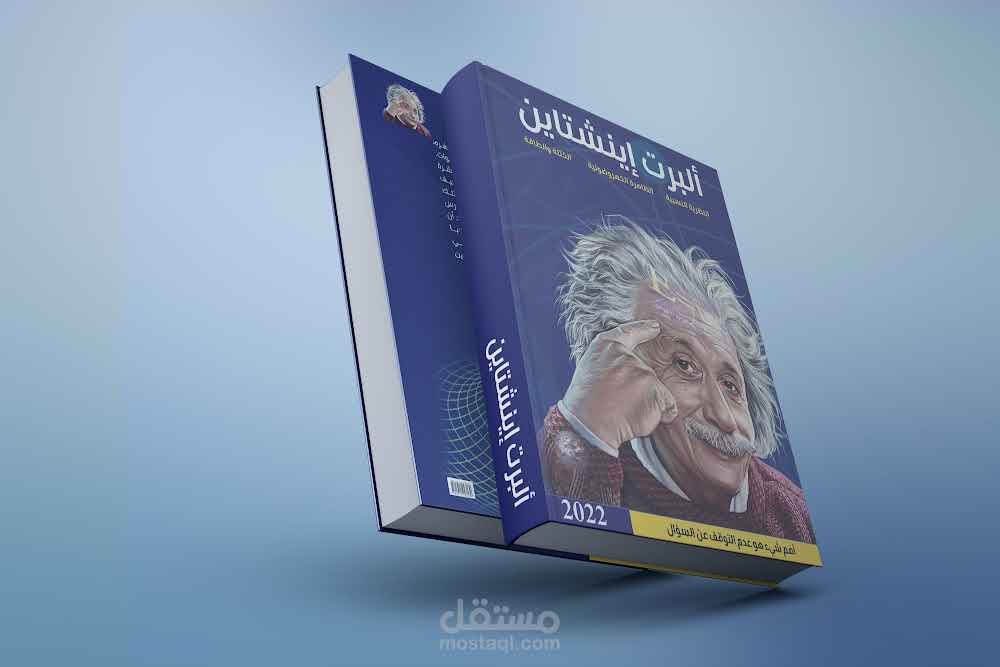 ألبرت إينشتاين
النظرية النسبية
الظاهرة الكهروضوئية
الكتلة والطاقة
2022
أهم شيء هو عدم التوقف عن السؤال
ألبرت إينشتاين
مستقل
mostaql.com